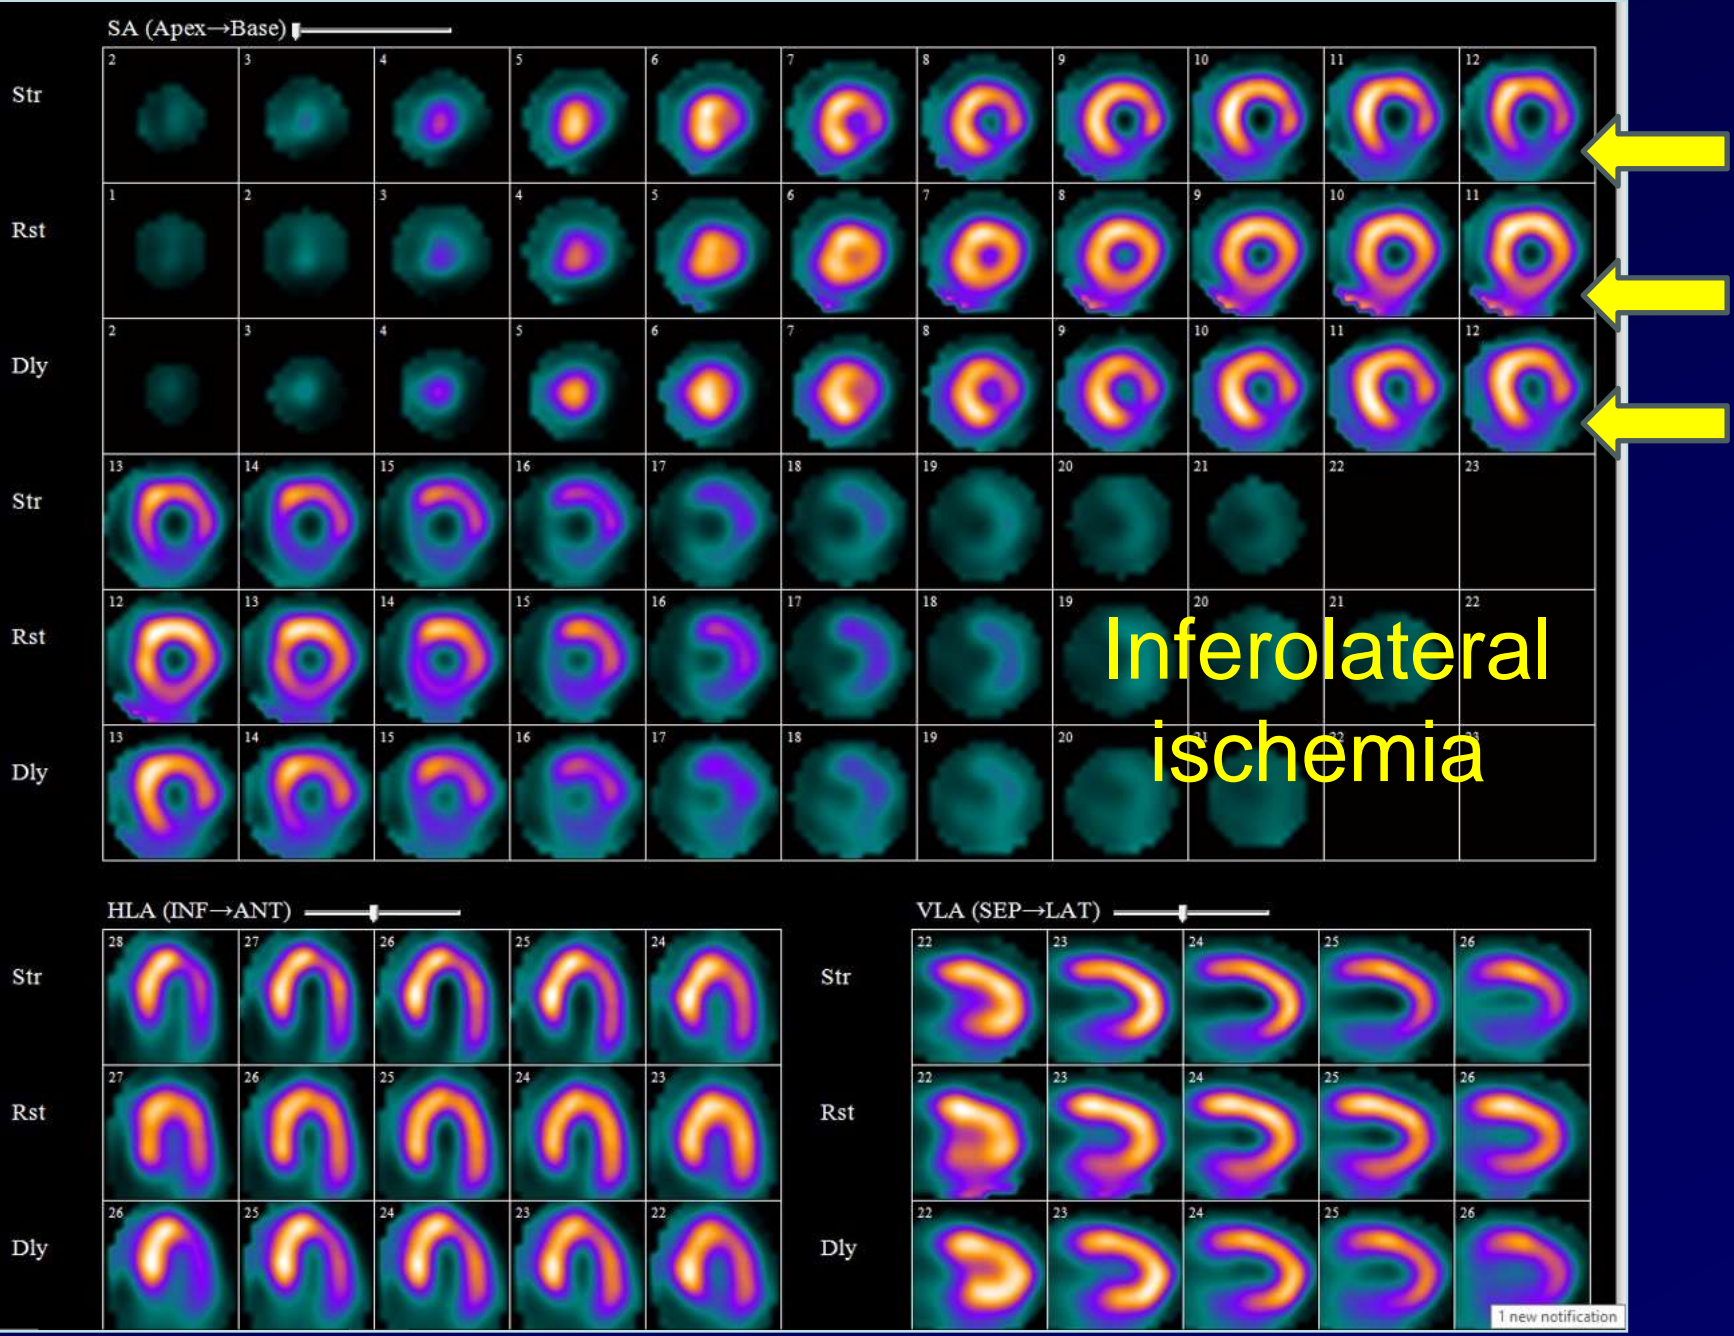 SA (Apex→Base)
Str 2 3 4 5 6 7 8 9 10 11 12
Rst 1 2 3 4 5 6 7 8 9 10 11
Dly 2 3 4 5 6 7 8 9 10 11 12
Str 13 14 15 16 17 18 19 20 21 22 23
Rst 12 13 14 15 16 17 18 19 20 21 22
Dly 13 14 15 16 17 18 19 20 21 22 23
Inferolateral
ischemia
HLA (INF→ANT)
Str 28 27 26 25 24
Rst 27 26 25 24 23
Dly 26 25 24 23 22
VLA (SEP→LAT)
Str 22 23 24 25 26
Rst 22 23 24 25 26
Dly 22 23 24 25 26
1 new notification